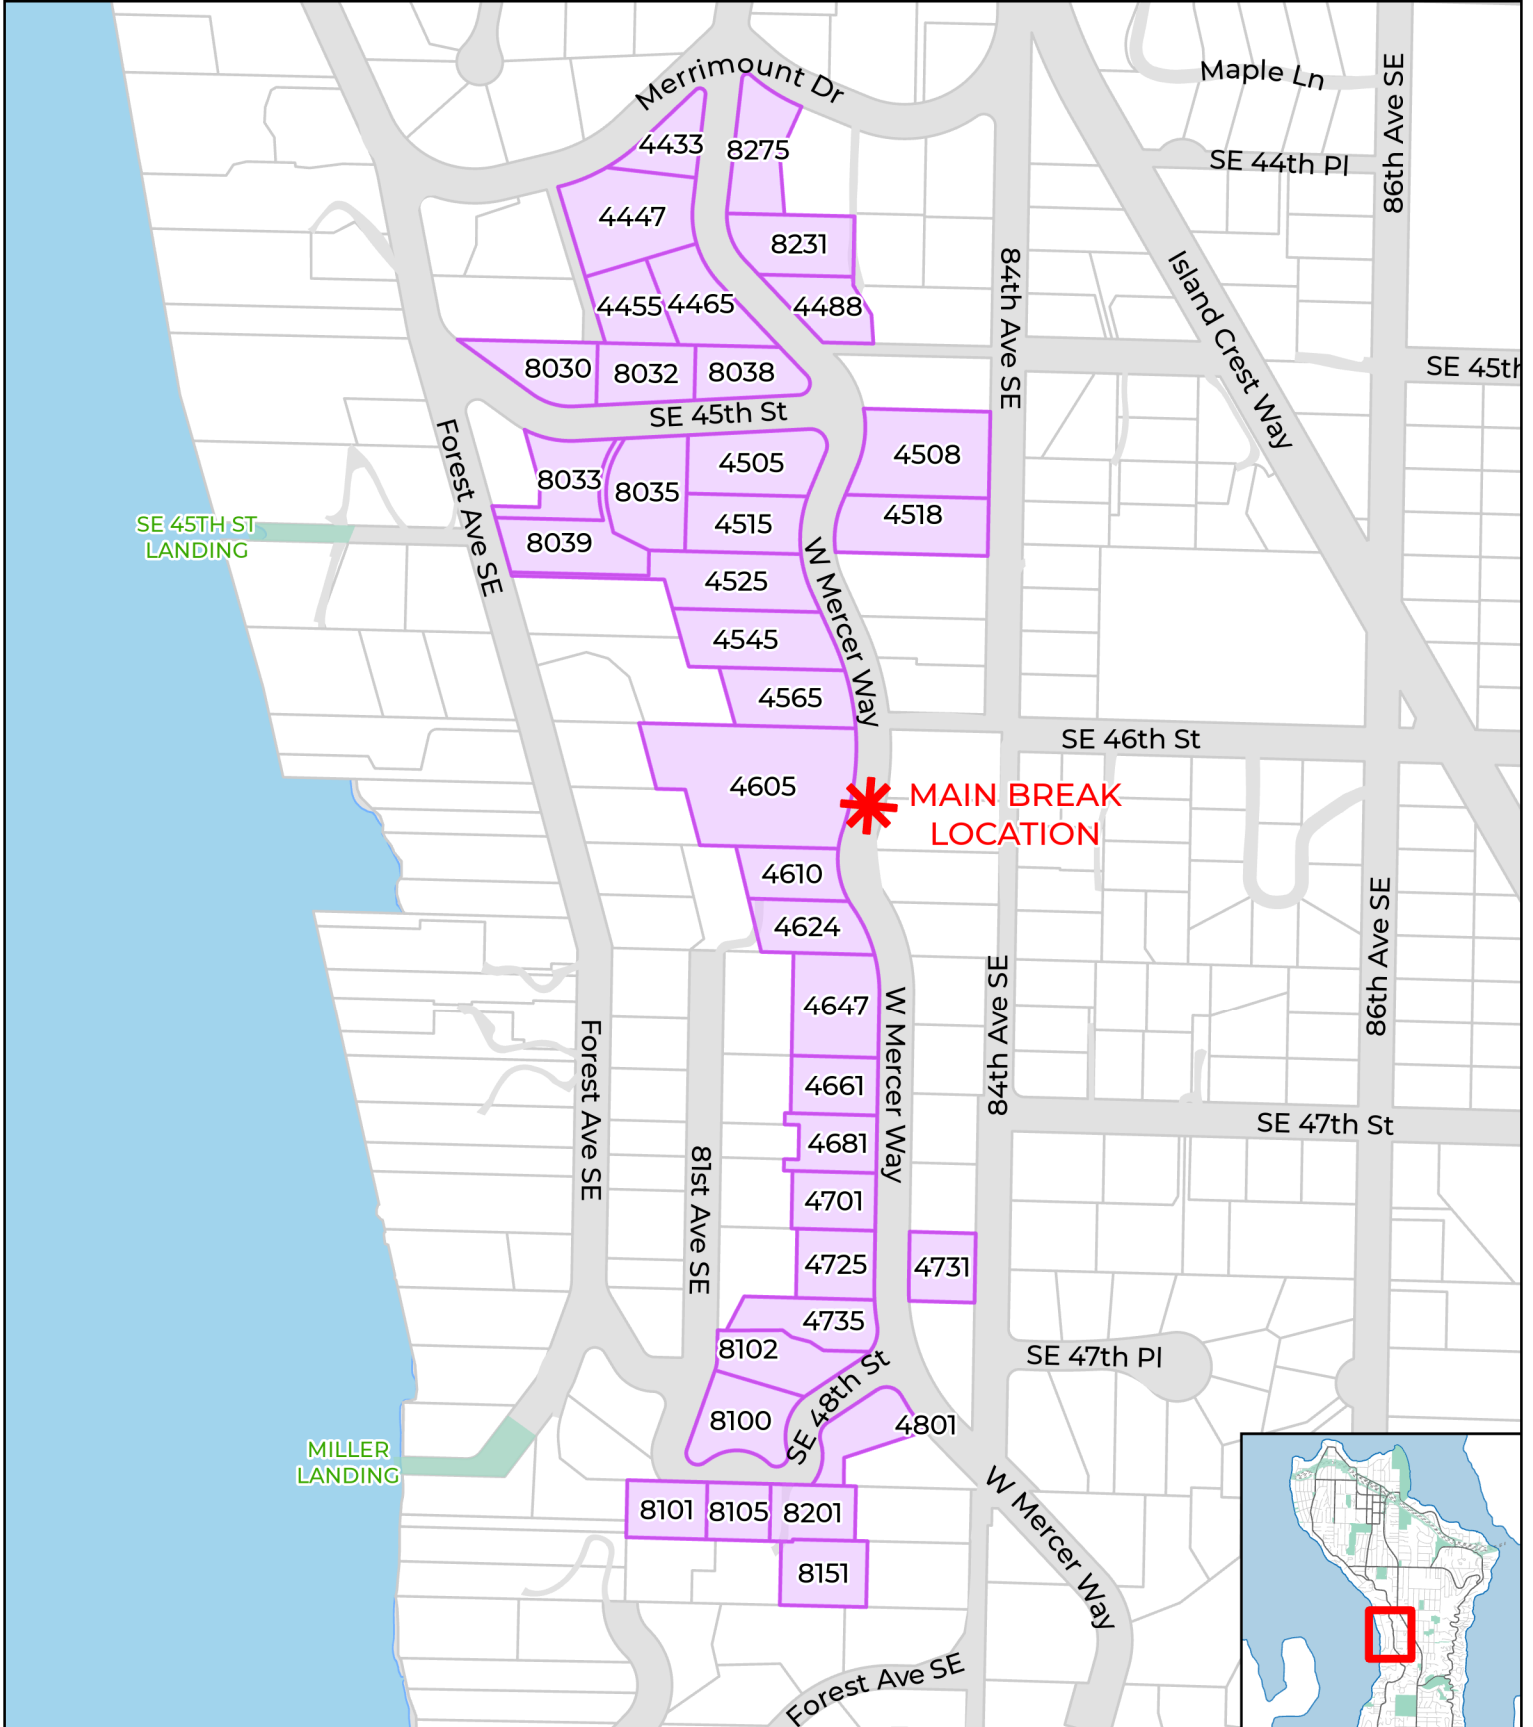 Merrimount Dr
Maple Ln
86th Ave SE
4433
8275
SE 44th Pl
4447
8231
84th Ave SE
Island Crest Way
4455
4465
4488
8030
8032
8038
SE 45th
SE 45th St
Forest Ave SE
4505
4508
8033
8035
4515
4518
SE 45TH ST
LANDING
8039
W Mercer Way
4525
4545
4565
SE 46th St
4605
MAIN BREAK
LOCATION
4610
4624
86th Ave SE
84th Ave SE
4647
W Mercer Way
Forest Ave SE
4661
SE 47th St
4681
81st Ave SE
4701
4725
4731
4735
8102
SE 47th Pl
SE 48th St
8100
4801
MILLER
LANDING
W Mercer Way
8101
8105
8201
8151
Forest Ave SE